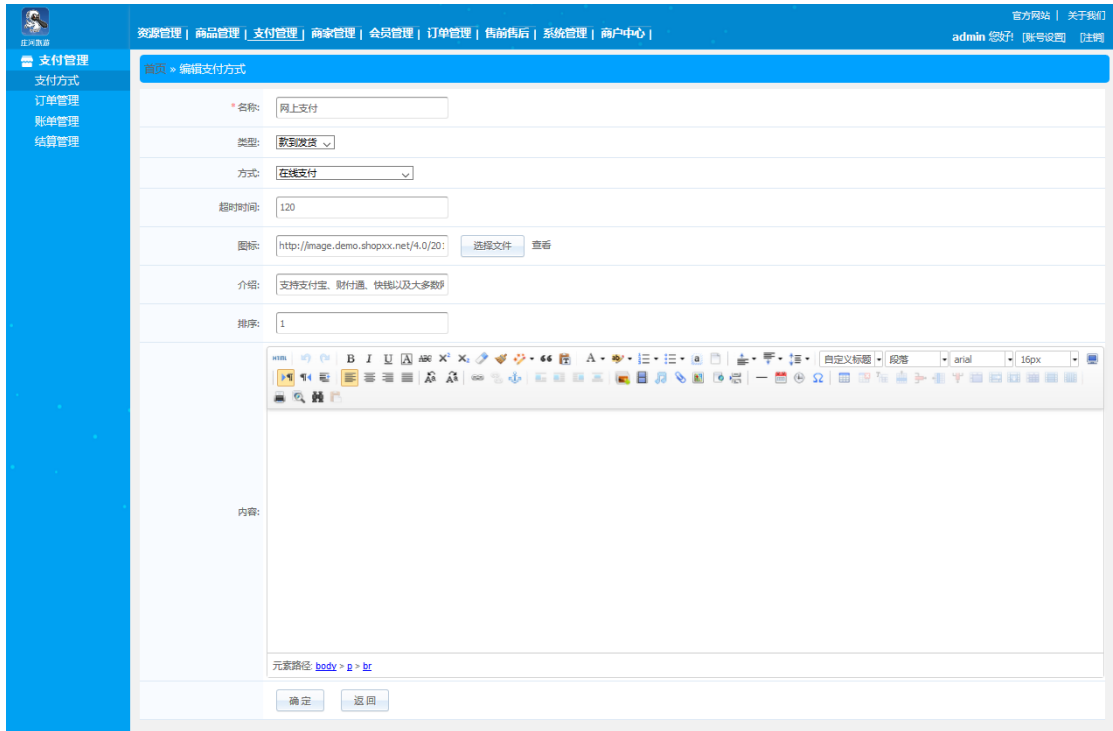 官方网站 | 关于我们
庄河旅游
资源管理 | 商品管理 | 支付管理 | 商家管理 | 会员管理 | 订单管理 | 售前售后 | 系统管理 | 商户中心 |
admin 您好! [账号设置] [注销]
支付管理
支付方式
订单管理
账单管理
结算管理
首页 » 编辑支付方式
*名称: 网上支付
类型: 款到发货
方式: 在线支付
超时时间: 120
图标: http://image.demo.shopxx.net/4.0/201 选择文件 查看
介绍: 支持支付宝、财付通、快钱以及大多数
排序: 1
HTML B I U A ABC X² X₂ A a 自定义标题 段落 arial 16px
内容:
元素路径: body > p > br
确定 返回